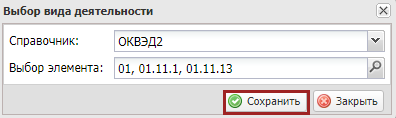 Выбор вида деятельности
Справочник: ОКВЭД2
Выбор элемента: 01, 01.11.1, 01.11.13
Сохранить Закрыть